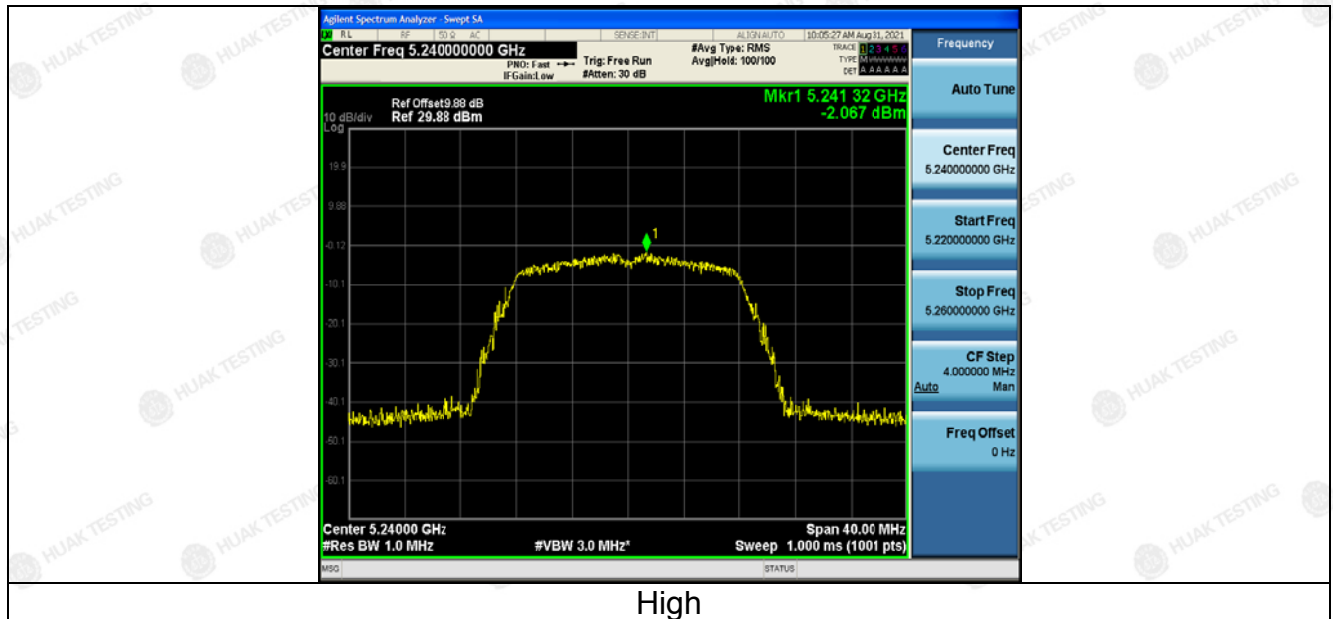 Agilent Spectrum Analyzer - Swept SA
RL RF 50 Ω AC SENSE:INT ALIGNAUTO 10:05:27 AM Aug31, 2021
Center Freq 5.240000000 GHz
PNO: Fast
IFGain:Low
Trig: Free Run
#Atten: 30 dB
#Avg Type: RMS
Avg|Hold: 100/100
TRACE 1 2 3 4 5 6
TYPE M
DET A A A A A A
Ref Offset9.88 dB
10 dB/div Ref 29.88 dBm
Log
Mkr1 5.241 32 GHz
-2.067 dBm
19.9
9.88
-0.12
-10.1
-20.1
-30.1
-40.1
-50.1
-60.1
1
Center 5.24000 GHz
Span 40.00 MHz
#Res BW 1.0 MHz
#VBW 3.0 MHz*
Sweep 1.000 ms (1001 pts)
MSG
STATUS
Frequency
Auto Tune
Center Freq
5.240000000 GHz
Start Freq
5.220000000 GHz
Stop Freq
5.260000000 GHz
CF Step
4.000000 MHz
Auto Man
Freq Offset
0 Hz
High
HUAK TESTING